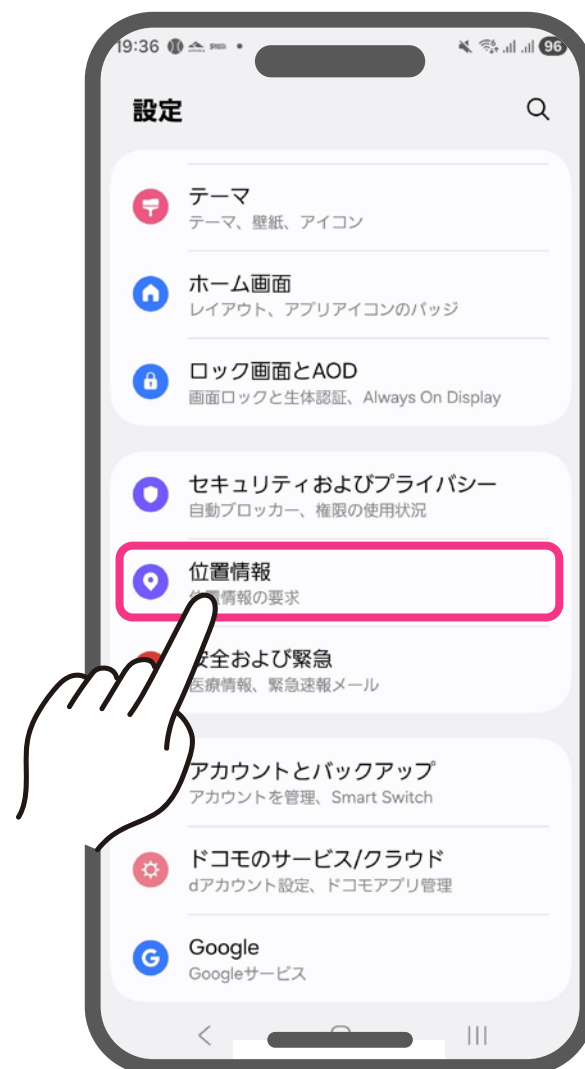 19:36
96
設定
テーマ
テーマ、壁紙、アイコン
ホーム画面
レイアウト、アプリアイコンのバッジ
ロック画面とAOD
画面ロックと生体認証、Always On Display
セキュリティおよびプライバシー
自動ブロッカー、権限の使用状況
位置情報
位置情報の要求
安全および緊急
医療情報、緊急速報メール
アカウントとバックアップ
アカウントを管理、Smart Switch
ドコモのサービス/クラウド
dアカウント設定、ドコモアプリ管理
Google
Googleサービス